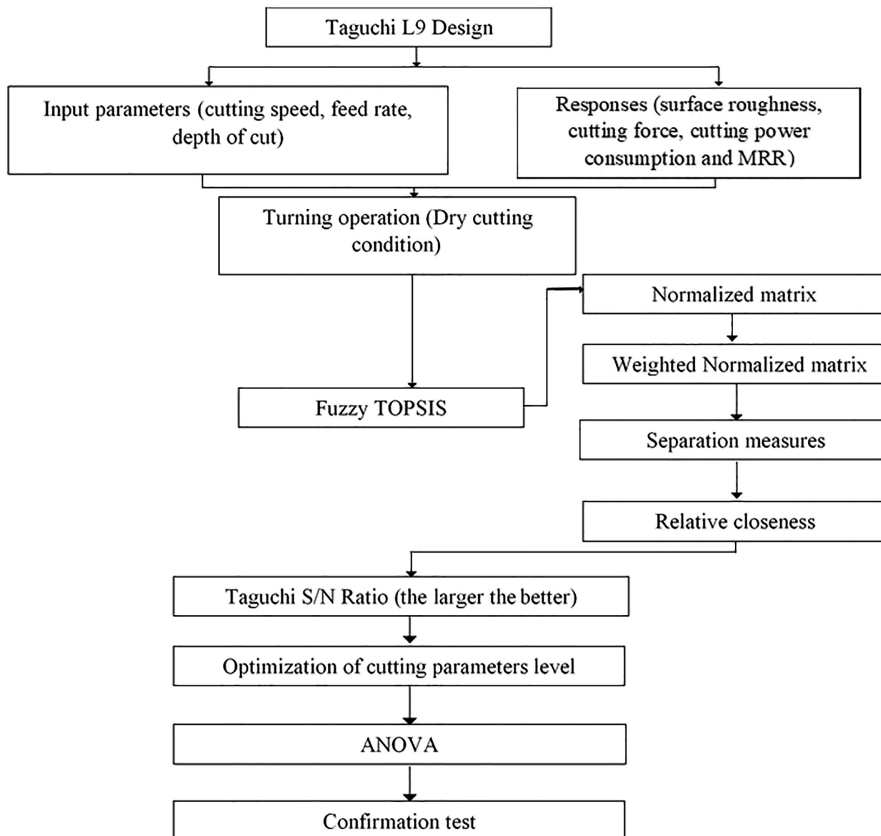 Taguchi L9 Design
Input parameters (cutting speed, feed rate,
depth of cut)
Responses (surface roughness,
cutting force, cutting power
consumption and MRR)
Turning operation (Dry cutting
condition)
Normalized matrix
Weighted Normalized matrix
Fuzzy TOPSIS
Separation measures
Relative closeness
Taguchi S/N Ratio (the larger the better)
Optimization of cutting parameters level
ANOVA
Confirmation test